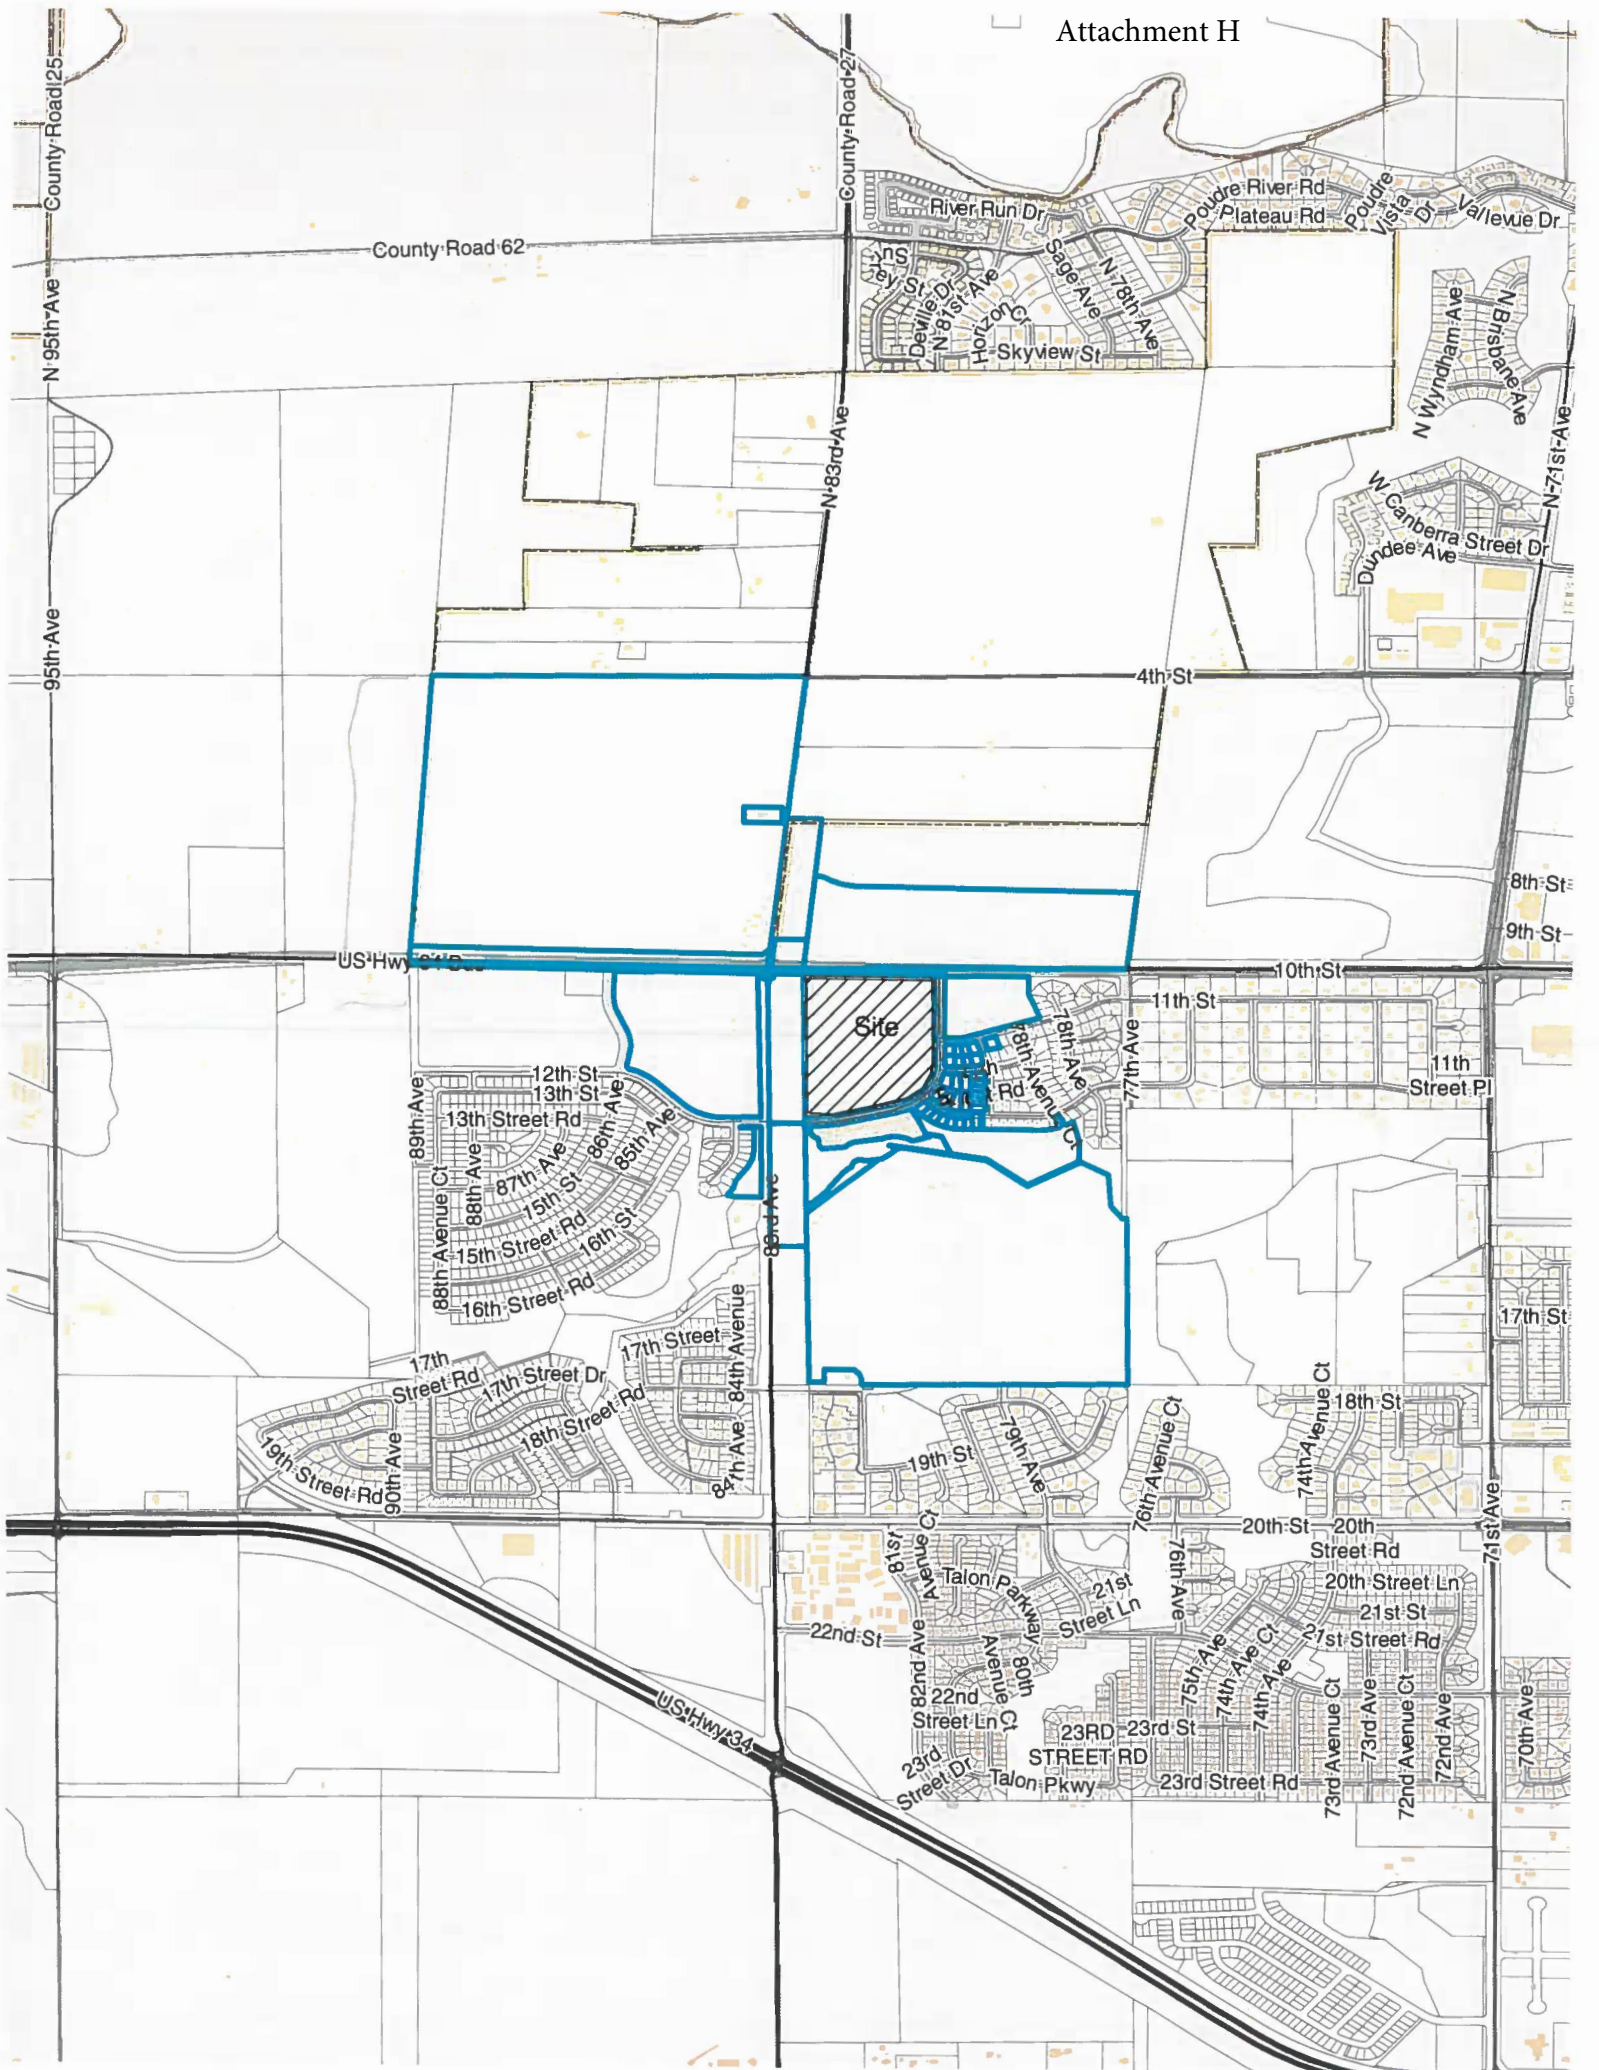 Attachment H
County Road 25
County Road 27
River Run Dr
Poudre River Rd
Plateau Rd
Poudre
Vista
Dr
Vallevue Dr
County Road 62
Sage Ave
N 78th Ave
Deville Dr
N 81st Ave
Horizon Cr
Skyview St
N 95th Ave
N Wyndham Ave
N Brisbane Ave
N 83rd Ave
N 71st Ave
W Canberra Street Dr
Dundee Ave
95th Ave
4th St
8th St
9th St
US Hwy
10th St
11th St
Site
78th Avenue
Ct
78th Ave
77th Ave
11th
Street Pl
Rd
12th St
13th St
13th Street Rd
89th Ave
86th Ave
85th Ave
87th Ave
88th Ave
88th Avenue Ct
15th St
15th Street Rd
16th St
16th Street Rd
83rd Ave
17th St
17th Street
84th Avenue
17th
Street Rd
17th Street Dr
18th Street Rd
19th Street Rd
90th Ave
84th Ave
79th Ave
19th St
76th Avenue Ct
74th Avenue Ct
18th St
71st Ave
20th St
20th
Street Rd
81st
Avenue Ct
Talon Parkway
21st
Street Ln
76th Ave
20th Street Ln
21st St
21st Street Rd
22nd St
82nd Ave
80th
Avenue Ct
75th Ave
74th Ave Ct
74th Ave
22nd
Street Ln
23RD
STREET RD
23rd St
73rd Avenue Ct
73rd Ave
72nd Avenue Ct
72nd Ave
70th Ave
US Hwy 34
23rd
Street Dr
Talon Pkwy
23rd Street Rd